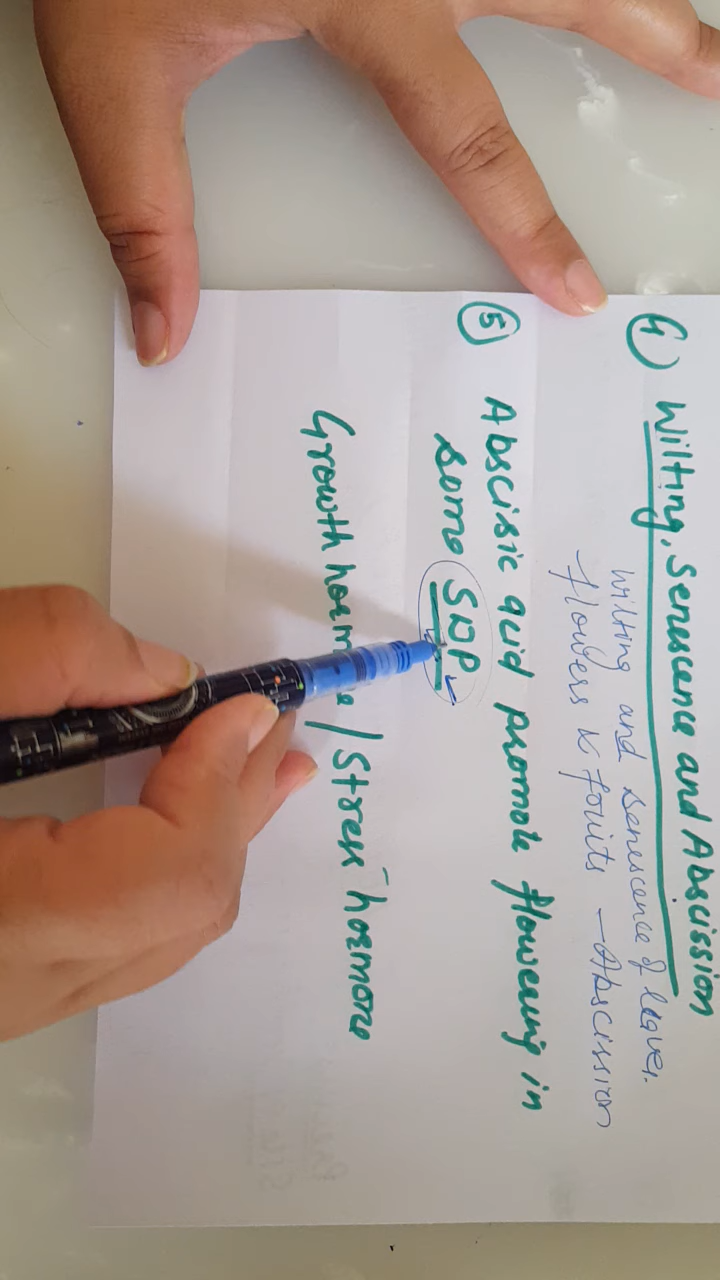 4) Wilting, Senescence and Abscission
Wilting and senescence of leaves.
flowers & fruits - Abscission
5 Abscisic acid promote flowering in
some SDP
Growth hormone / Stress hormone